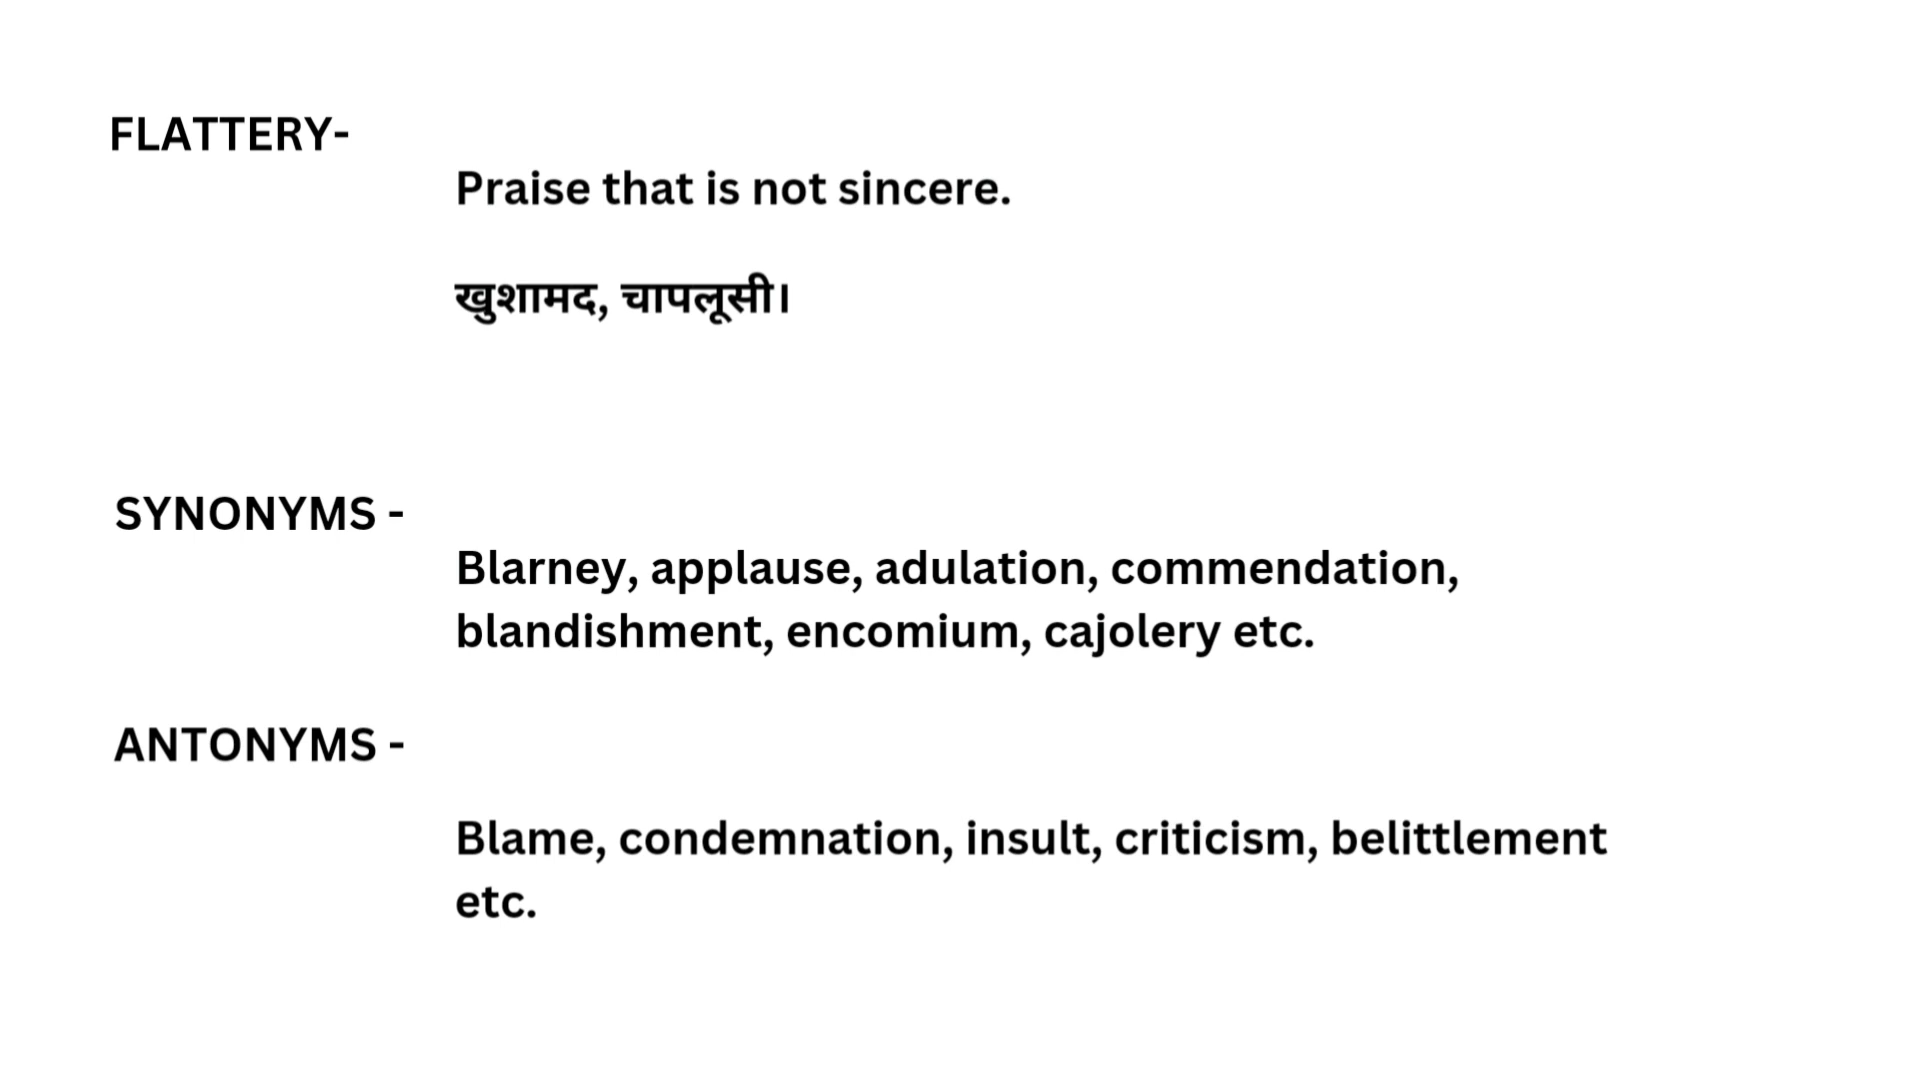 FLATTERY-
Praise that is not sincere.
खुशामद, चापलूसी।
SYNONYMS -
Blarney, applause, adulation, commendation,
blandishment, encomium, cajolery etc.
ANTONYMS -
Blame, condemnation, insult, criticism, belittlement
etc.